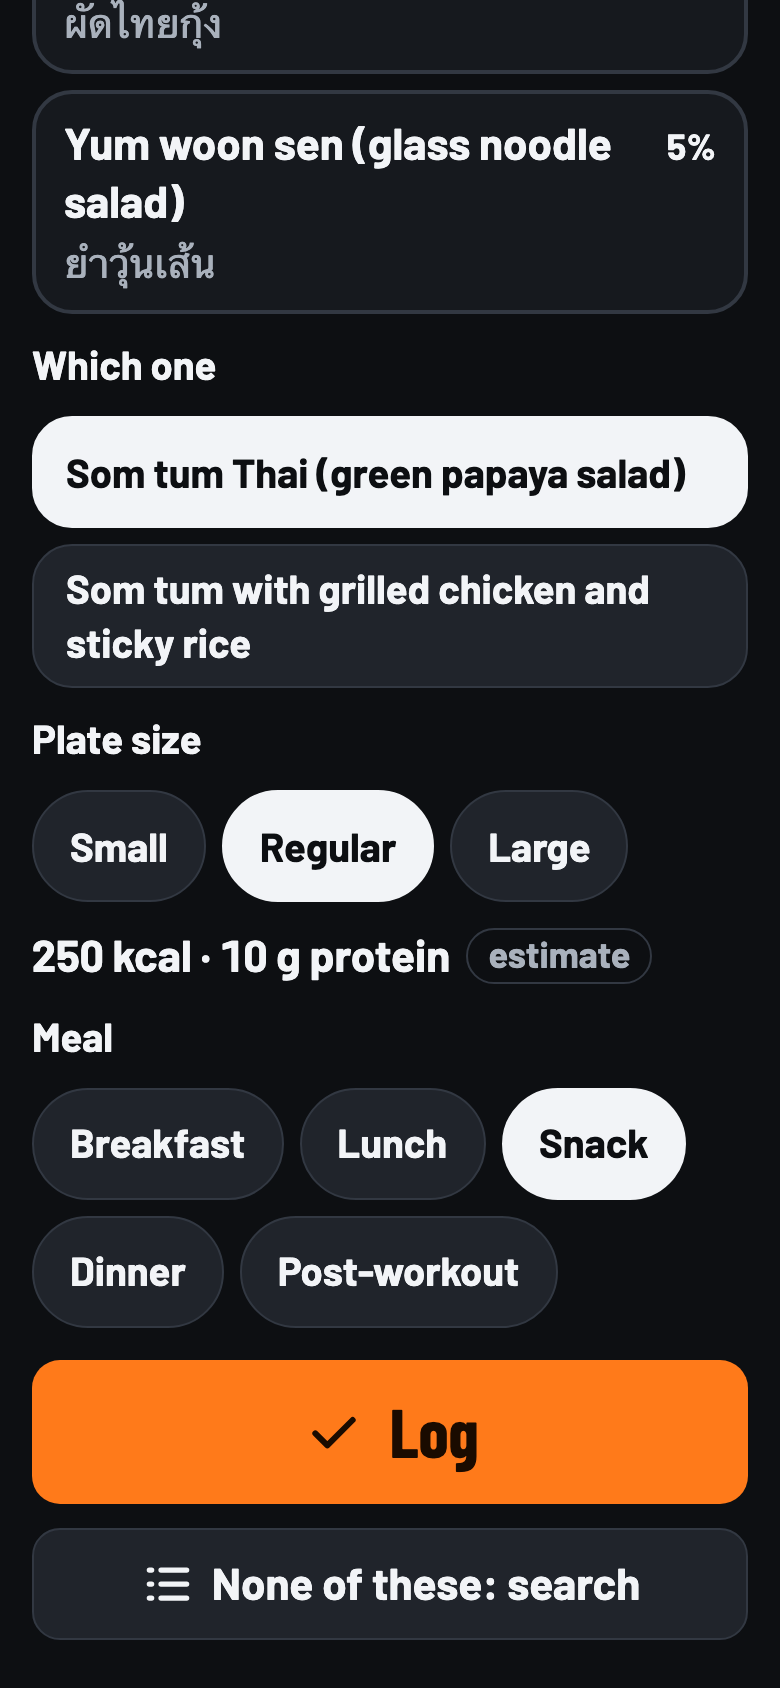 ผัดไทยกุ้ง
Yum woon sen (glass noodle
5%
salad)
ยำวุ้นเส้น
Which one
Som tum Thai (green papaya salad)
Som tum with grilled chicken and
sticky rice
Plate size
Small
Regular
Large
250 kcal · 10 g protein
estimate
Meal
Breakfast
Lunch
Snack
Dinner
Post-workout
Log
None of these: search